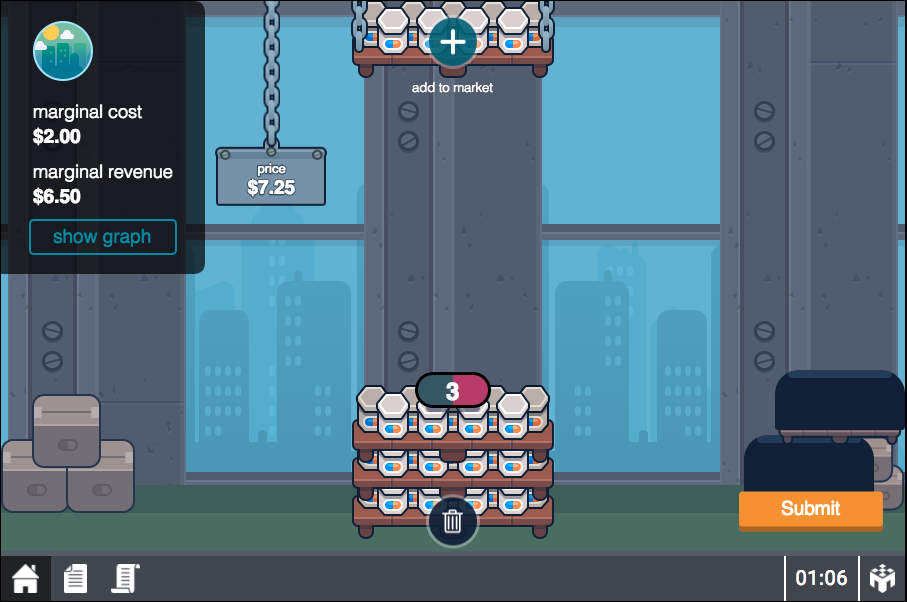 marginal cost
$2.00
marginal revenue
$6.50
show graph
add to market
price
$7.25
3
Submit
01:06